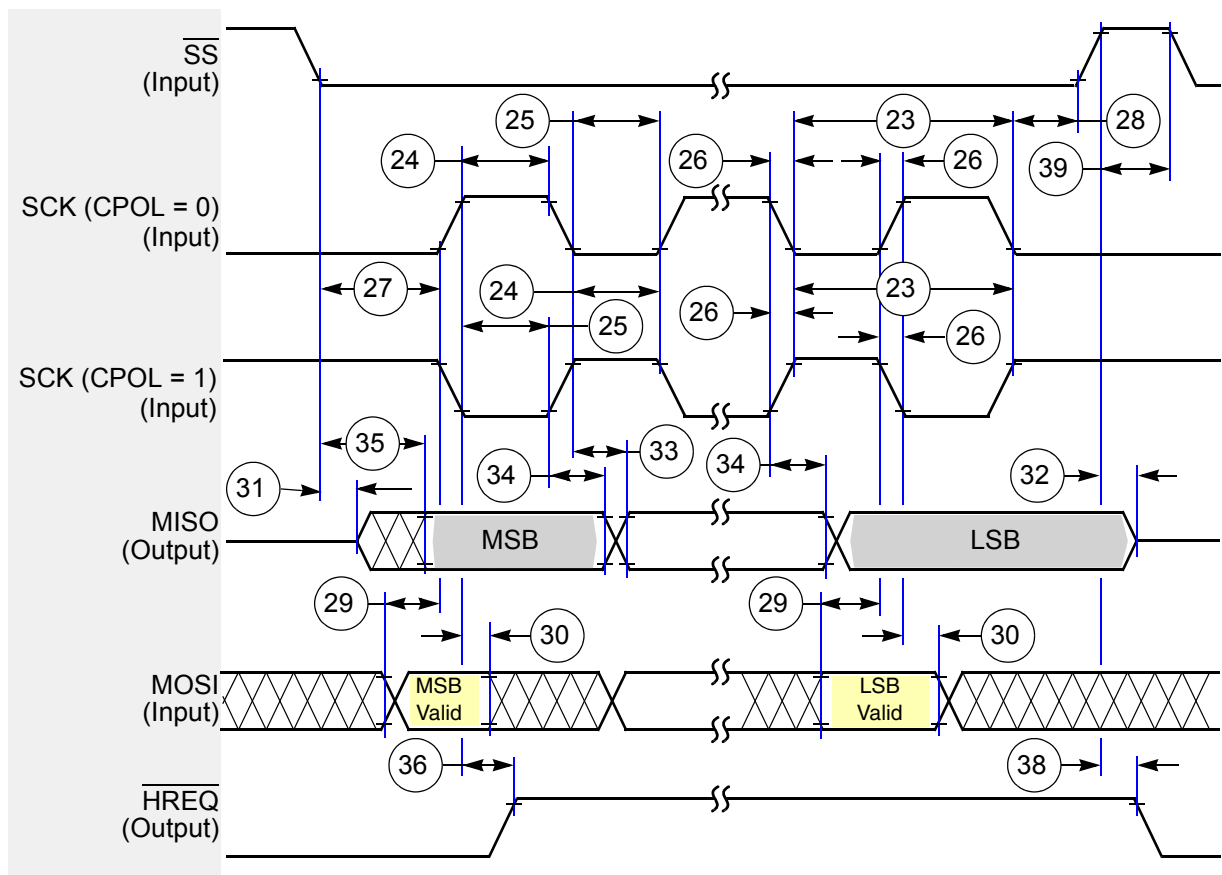 SS
(Input)
25
23
28
24
26
26
39
SCK (CPOL = 0)
(Input)
27
24
26
23
25
26
SCK (CPOL = 1)
(Input)
35
33
34
34
31
32
MISO
(Output)
MSB
LSB
29
30
29
30
MOSI
(Input)
MSB
Valid
LSB
Valid
36
38
HREQ
(Output)